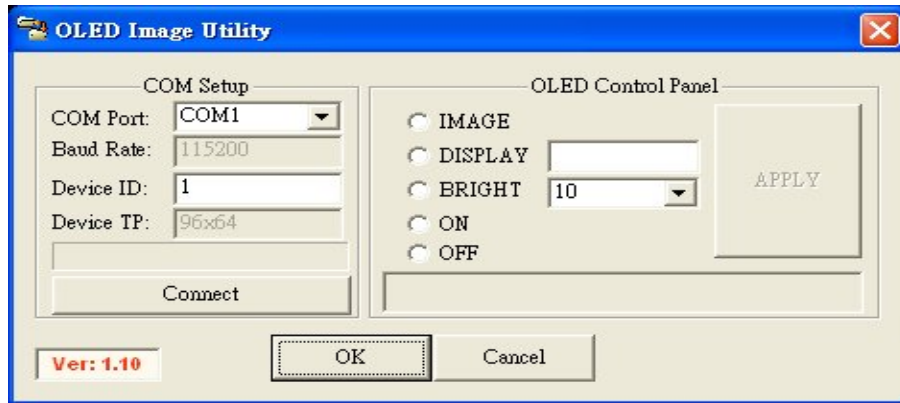 OLED Image Utility
COM Setup
COM Port: COM1
Baud Rate: 115200
Device ID: 1
Device TP: 96x64
Connect
OLED Control Panel
IMAGE
DISPLAY
BRIGHT 10
ON
OFF
APPLY
Ver: 1.10
OK
Cancel